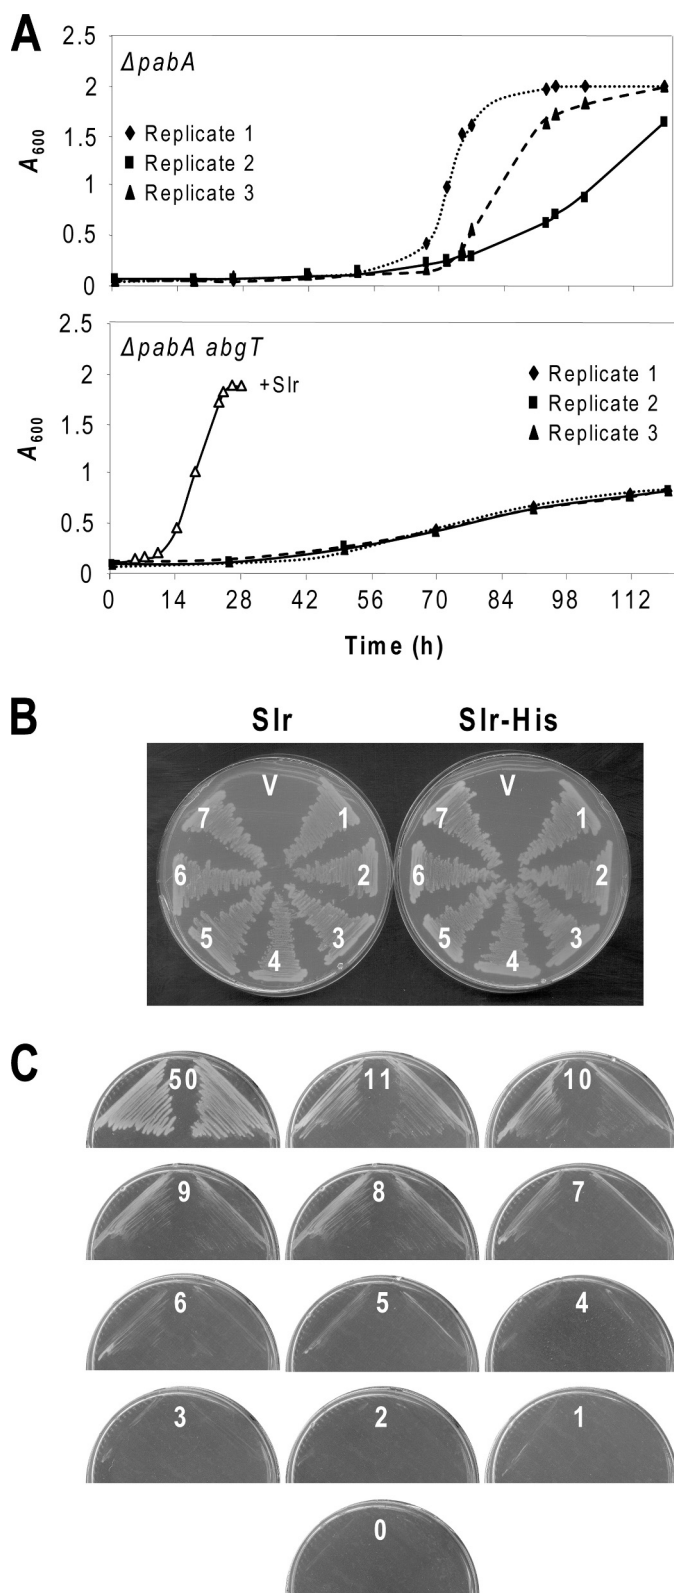 A
2.5
2
1.5
1
0.5
0
A600
ΔpabA
Replicate 1
Replicate 2
Replicate 3
2.5
2
1.5
1
0.5
0
A600
ΔpabA abgT
+Slr
Replicate 1
Replicate 2
Replicate 3
0 14 28 42 56 70 84 98 112
Time (h)
B
Slr Slr-His
V 1 2 3 4 5 6 7
V 1 2 3 4 5 6 7
C
50 11 10
9 8 7
6 5 4
3 2 1
0